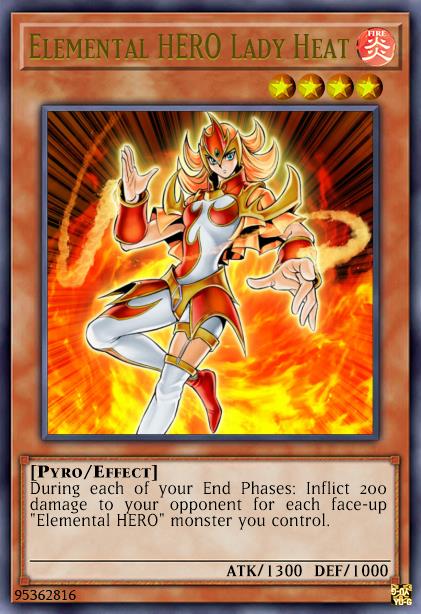 Elemental HERO Lady Heat
FIRE
炎
[Pyro/Effect]
During each of your End Phases: Inflict 200
damage to your opponent for each face-up
"Elemental HERO" monster you control.
ATK/1300 DEF/1000
95362816